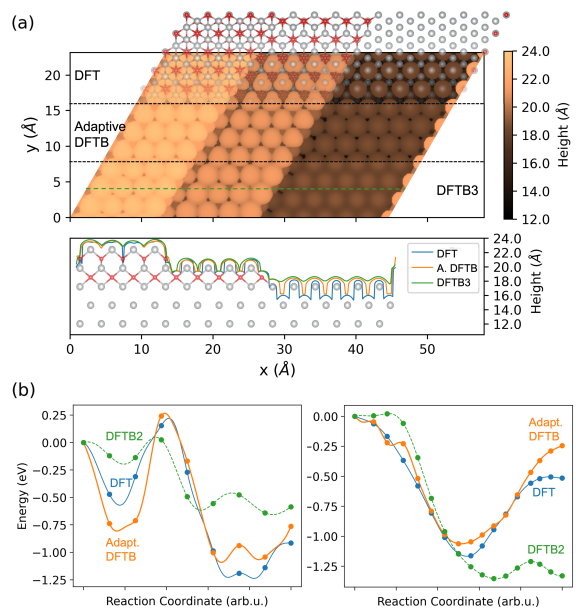 (a)
DFT
Adaptive
DFTB
DFTB3
y (Å)
20
15
10
5
0
24.0
22.0
20.0
18.0
16.0
14.0
12.0
Height (Å)
DFT
A. DFTB
DFTB3
24.0
22.0
20.0
18.0
16.0
14.0
12.0
Height (Å)
0 10 20 30 40 50
x (Å)
(b)
Energy (eV)
0.25
0.00
−0.25
−0.50
−0.75
−1.00
−1.25
DFTB2
DFT
Adapt.
DFTB
Reaction Coordinate (arb.u.)
0.00
−0.25
−0.50
−0.75
−1.00
−1.25
Adapt.
DFTB
DFT
DFTB2
Reaction Coordinate (arb.u.)